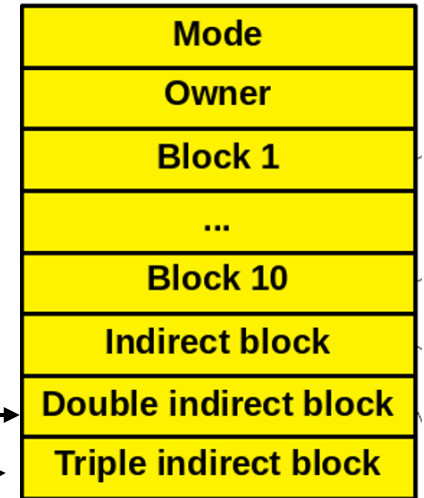 Mode
Owner
Block 1
...
Block 10
Indirect block
Double indirect block
Triple indirect block